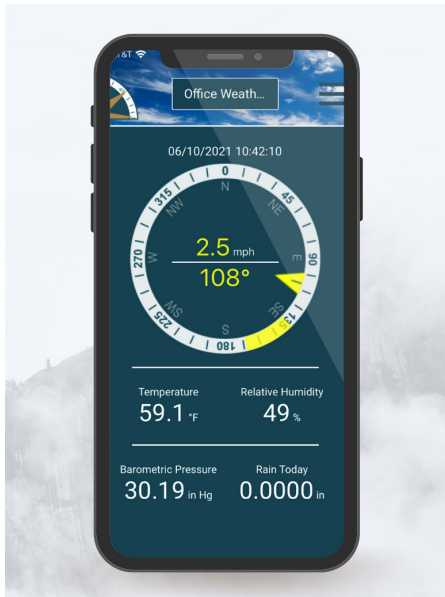 AT&T
Office Weath...
06/10/2021 10:42:10
0
45
90
135
180
225
270
315
N
NE
E
SE
S
SW
W
NW
2.5 mph
108°
Temperature
59.1 °F
Relative Humidity
49 %
Barometric Pressure
30.19 in Hg
Rain Today
0.0000 in